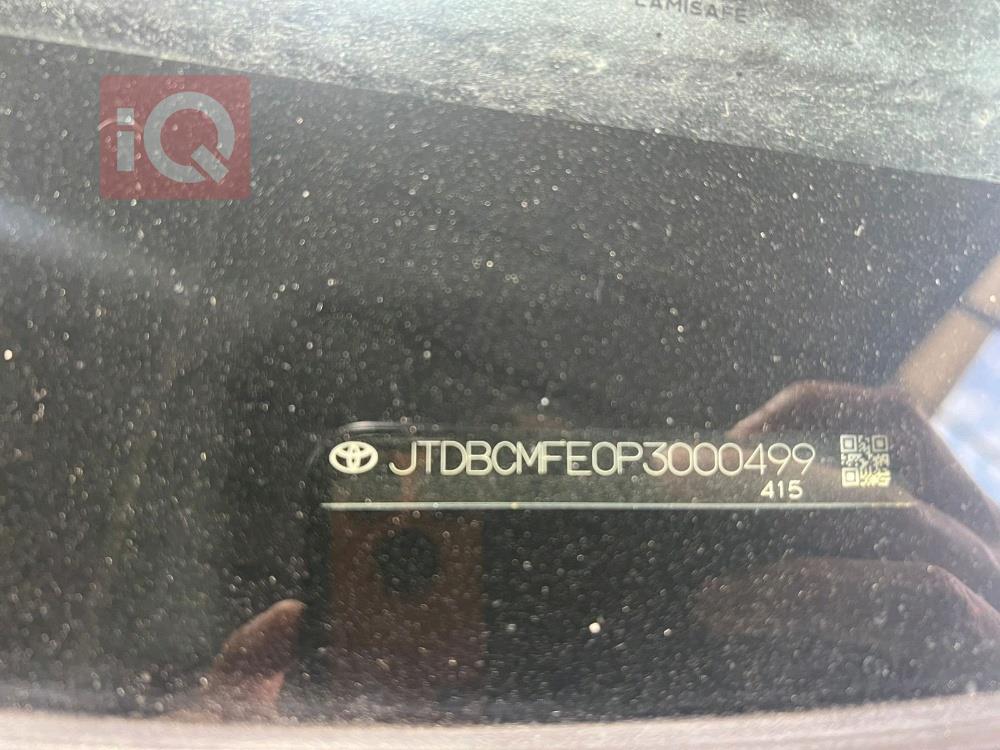 LAMISAFE
iQ
JTDBCMFE0P3000499
415